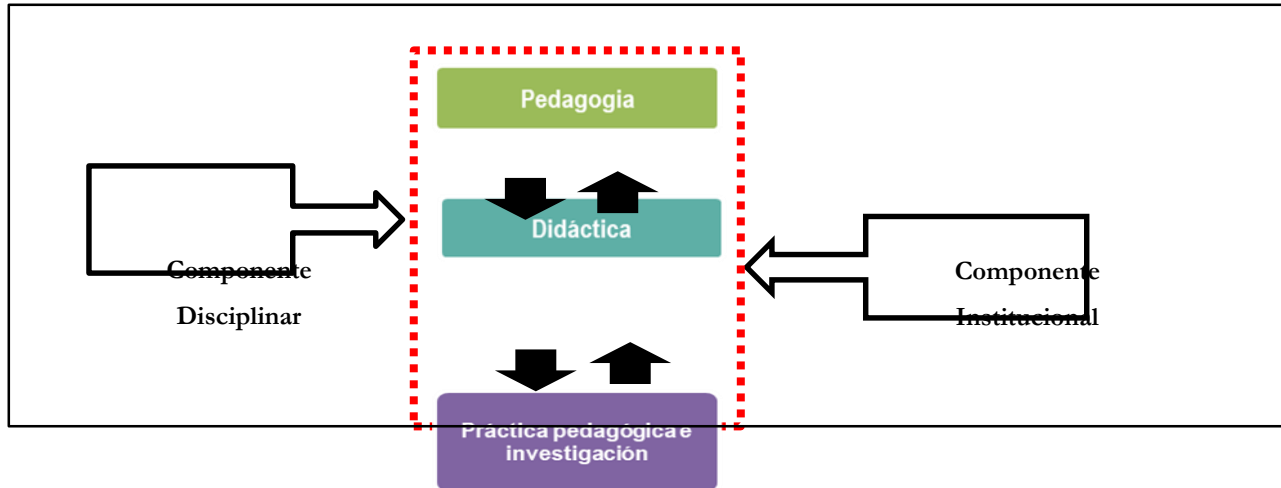 Pedagogia
Didáctica
Componente
Disciplinar
Componente
Institucional
Práctica pedagógica e
investigación